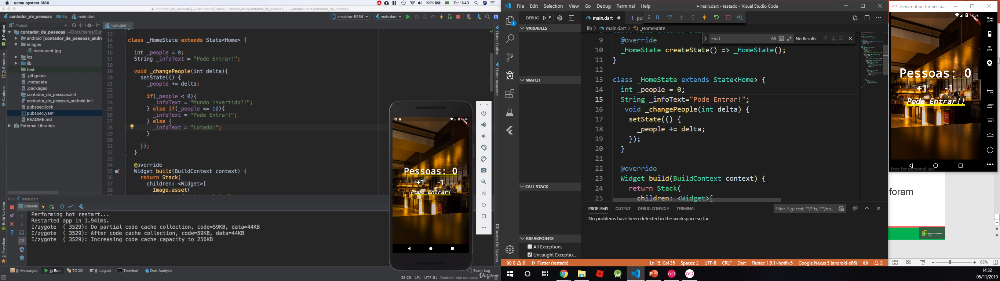 qemu-system-i386
100%
Ter 11:49
contador_de_pessoas [~/Documents/CursoFlutter/Projetos/contador_de_pessoas] - .../lib/main.dart [contador_de_pessoas]
contador_de_pessoas
lib
main.dart
emulator-5554
main.dart
1: Project
Z: Structure
Captures
Build Variants
2: Favorites
Project
contador_de_pessoas ~/Documents/Cur
android [contador_de_pessoas_andro
images
restaurant.jpg
ios
lib
test
.gitignore
.metadata
.packages
contador_de_pessoas.iml
contador_de_pessoas_android.iml
pubspec.lock
pubspec.yaml
README.md
External Libraries
main.dart
13
14 class _HomeState extends State<Home> {
15
16 int _people = 0;
17 String _infoText = "Pode Entrar!";
18
19 void _changePeople(int delta){
20 setState(() {
21 _people += delta;
22
23 if(_people < 0){
24 _infoText = "Mundo invertido?!";
25 } else if(_people <= 10){
26 _infoText = "Pode Entrar!";
27 } else {
28 _infoText = "Lotado!";
29 }
30
31 });
32 }
33
34 @override
35 Widget build(BuildContext context) {
36 return Stack(
37 children: <Widget>[
38 Image.asset(
Flutter Outline
Flutter Inspector
Device File Explorer
Pessoas: 0
+1 -1
Pode Entrar!
Run main.dart
Console
Performing hot restart...
Restarted app in 1.941ms.
I/zygote ( 3529): Do partial code cache collection, code=59KB, data=44KB
I/zygote ( 3529): After code cache collection, code=59KB, data=44KB
I/zygote ( 3529): Increasing code cache capacity to 256KB
0: Messages
4: Run
TODO
6: Logcat
Terminal
Dart Analysis
Event Log
28:29 LF÷ UTF-8÷ Context: <no context>
Udemy
File Edit Selection View Go Debug Terminal Help
● main.dart - testado - Visual Studio Code
1
DEBUG
VARIABLES
WATCH
CALL STACK
BREAKPOINTS
All Exceptions
Uncaught Exceptio...
main.dart ●
! pu
lib > main.dart > _HomeState
Find
Aa Abl .*
No Results
9 @override
10 _HomeState createState() => _HomeState();
11 }
12
13 class _HomeState extends State<Home> {
14 int _people = 0;
15 String _infoText="Pode Entrar!";
16 void _changePeople(int delta) {
17 setState(() {
18 _people += delta;
19 });
20 }
21
22 @override
23 Widget build(BuildContext context) {
24 return Stack(
25 children: <Widget>[
PROBLEMS OUTPUT DEBUG CONSOLE TERMINAL
Filter. E.g.: text, **/*.ts, !**/no...
No problems have been detected in the workspace so far.
0 0
Flutter (testado)
Ln 15, Col 35 Spaces: 2 UTF-8 CRLF Dart Flutter: 1.9.1+hotfix.5 Google Nexus 5 (android-x86)
2
Genymotion for perso...
Open GAPPS
GPS
Pessoas: 0
+1 -1
Pode Entrar!!
free for personal use
foram
INSTITUTO FEDERAL
82%
14:32
05/11/2019